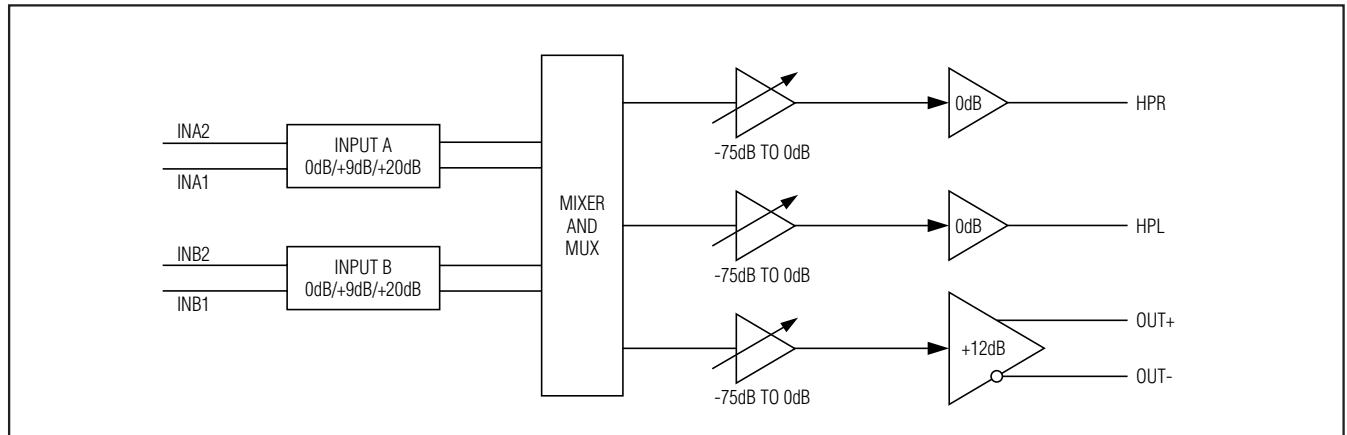 INA2
INA1
INPUT A
0dB/+9dB/+20dB
INB2
INB1
INPUT B
0dB/+9dB/+20dB
MIXER
AND
MUX
-75dB TO 0dB
0dB
HPR
-75dB TO 0dB
0dB
HPL
-75dB TO 0dB
+12dB
OUT+
OUT-